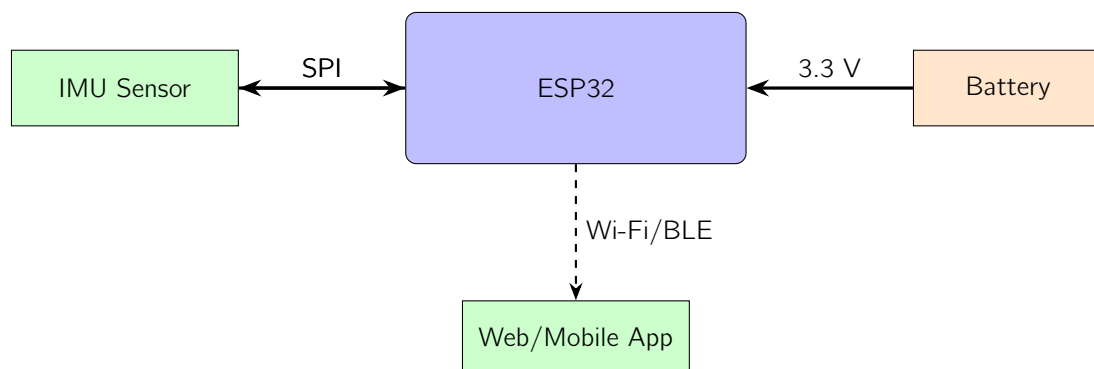 IMU Sensor
SPI
ESP32
3.3 V
Battery
Wi-Fi/BLE
Web/Mobile App